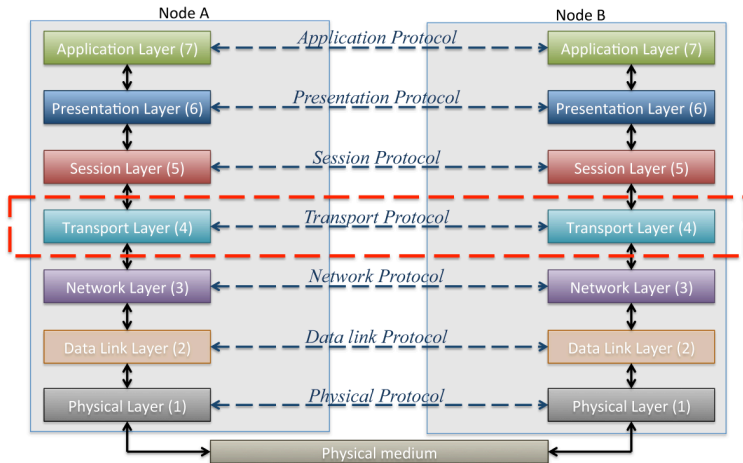 Node A
Node B
Application Layer (7)
Application Protocol
Application Layer (7)
Presentation Layer (6)
Presentation Protocol
Presentation Layer (6)
Session Layer (5)
Session Protocol
Session Layer (5)
Transport Layer (4)
Transport Protocol
Transport Layer (4)
Network Layer (3)
Network Protocol
Network Layer (3)
Data Link Layer (2)
Data link Protocol
Data Link Layer (2)
Physical Layer (1)
Physical Protocol
Physical Layer (1)
Physical medium